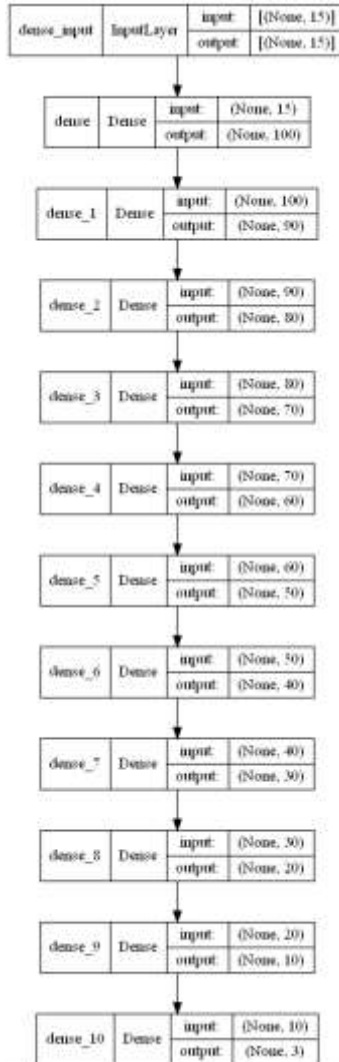 dense_input InputLayer input: [(None, 15)]
output: [(None, 15)]
dense Dense input: (None, 15)
output: (None, 100)
dense_1 Dense input: (None, 100)
output: (None, 90)
dense_2 Dense input: (None, 90)
output: (None, 80)
dense_3 Dense input: (None, 80)
output: (None, 70)
dense_4 Dense input: (None, 70)
output: (None, 60)
dense_5 Dense input: (None, 60)
output: (None, 50)
dense_6 Dense input: (None, 50)
output: (None, 40)
dense_7 Dense input: (None, 40)
output: (None, 30)
dense_8 Dense input: (None, 30)
output: (None, 20)
dense_9 Dense input: (None, 20)
output: (None, 10)
dense_10 Dense input: (None, 10)
output: (None, 3)